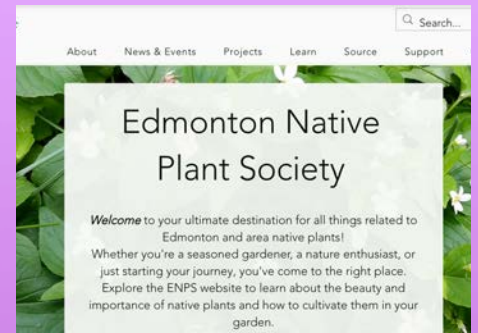 Search...
About News & Events Projects Learn Source Support
Edmonton Native
Plant Society
Welcome to your ultimate destination for all things related to
Edmonton and area native plants!
Whether you're a seasoned gardener, a nature enthusiast, or
just starting your journey, you've come to the right place.
Explore the ENPS website to learn about the beauty and
importance of native plants and how to cultivate them in your
garden.